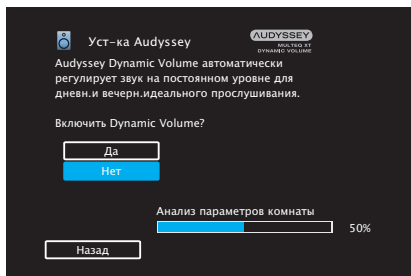 Уст-ка Audyssey
AUDYSSEY
MULTEQ XT
DYNAMIC VOLUME
Audyssey Dynamic Volume автоматически
регулирует звук на постоянном уровне для
дневн.и вечерн.идеального прослушивания.
Включить Dynamic Volume?
Да
Нет
Анализ параметров комнаты
50%
Назад